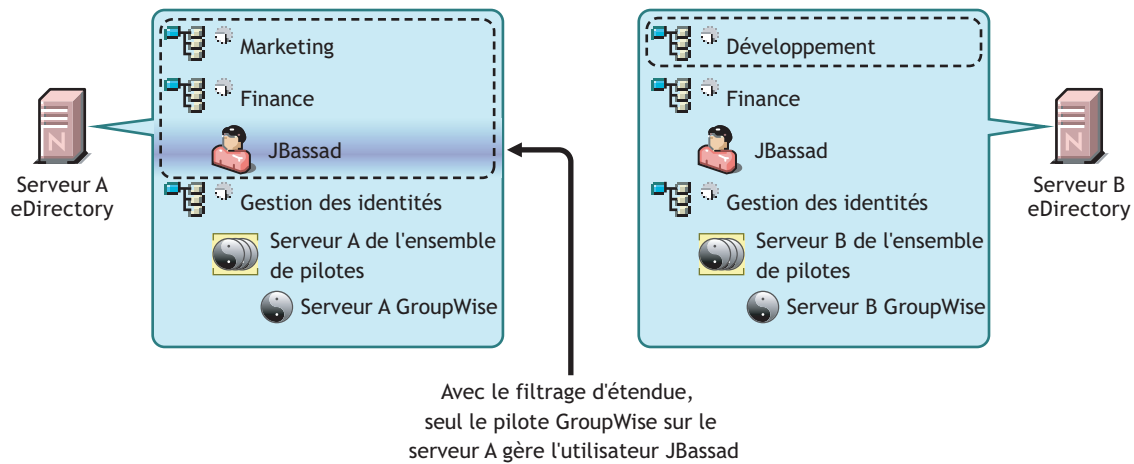 Marketing
Finance
JBassad
Gestion des identités
Serveur A de l'ensemble
de pilotes
Serveur A GroupWise
Serveur A
eDirectory
Développement
Finance
JBassad
Gestion des identités
Serveur B de l'ensemble
de pilotes
Serveur B GroupWise
Serveur B
eDirectory
Avec le filtrage d'étendue,
seul le pilote GroupWise sur le
serveur A gère l'utilisateur JBassad
N
N